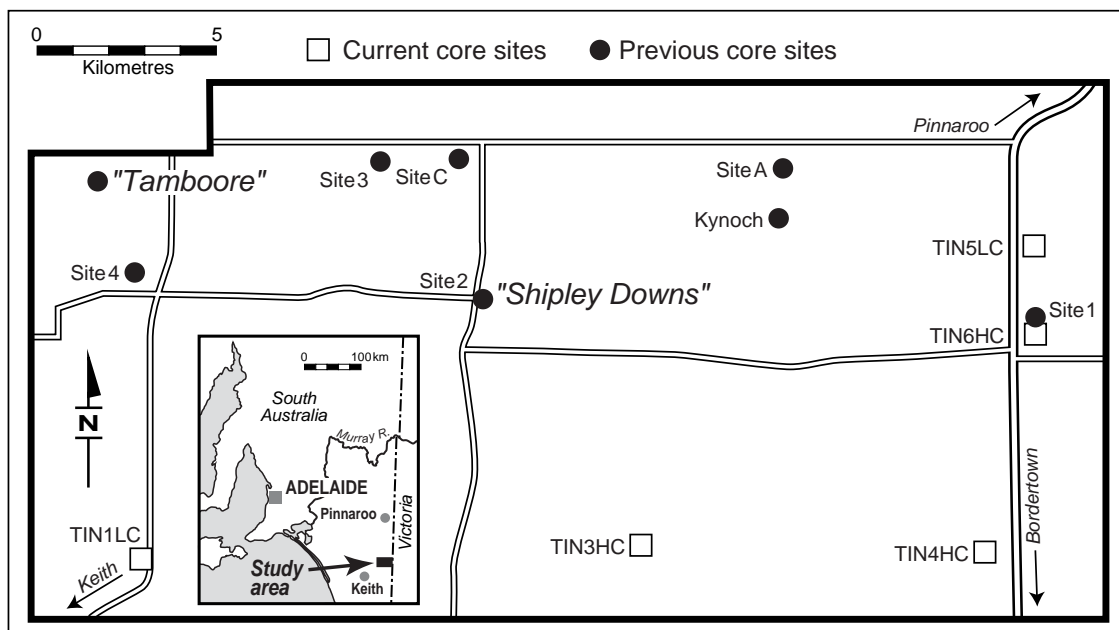 0 5
Kilometres
Current core sites
Previous core sites
Pinnaroo
"Tamboore"
Site 3
Site C
Site A
Kynoch
TIN5LC
Site 4
Site 2
"Shipley Downs"
Site 1
TIN6HC
N
0 100 km
South
Australia
Murray R.
ADELAIDE
Pinnaroo
Victoria
Study
area
Keith
TIN1LC
Keith
TIN3HC
TIN4HC
Bordertown